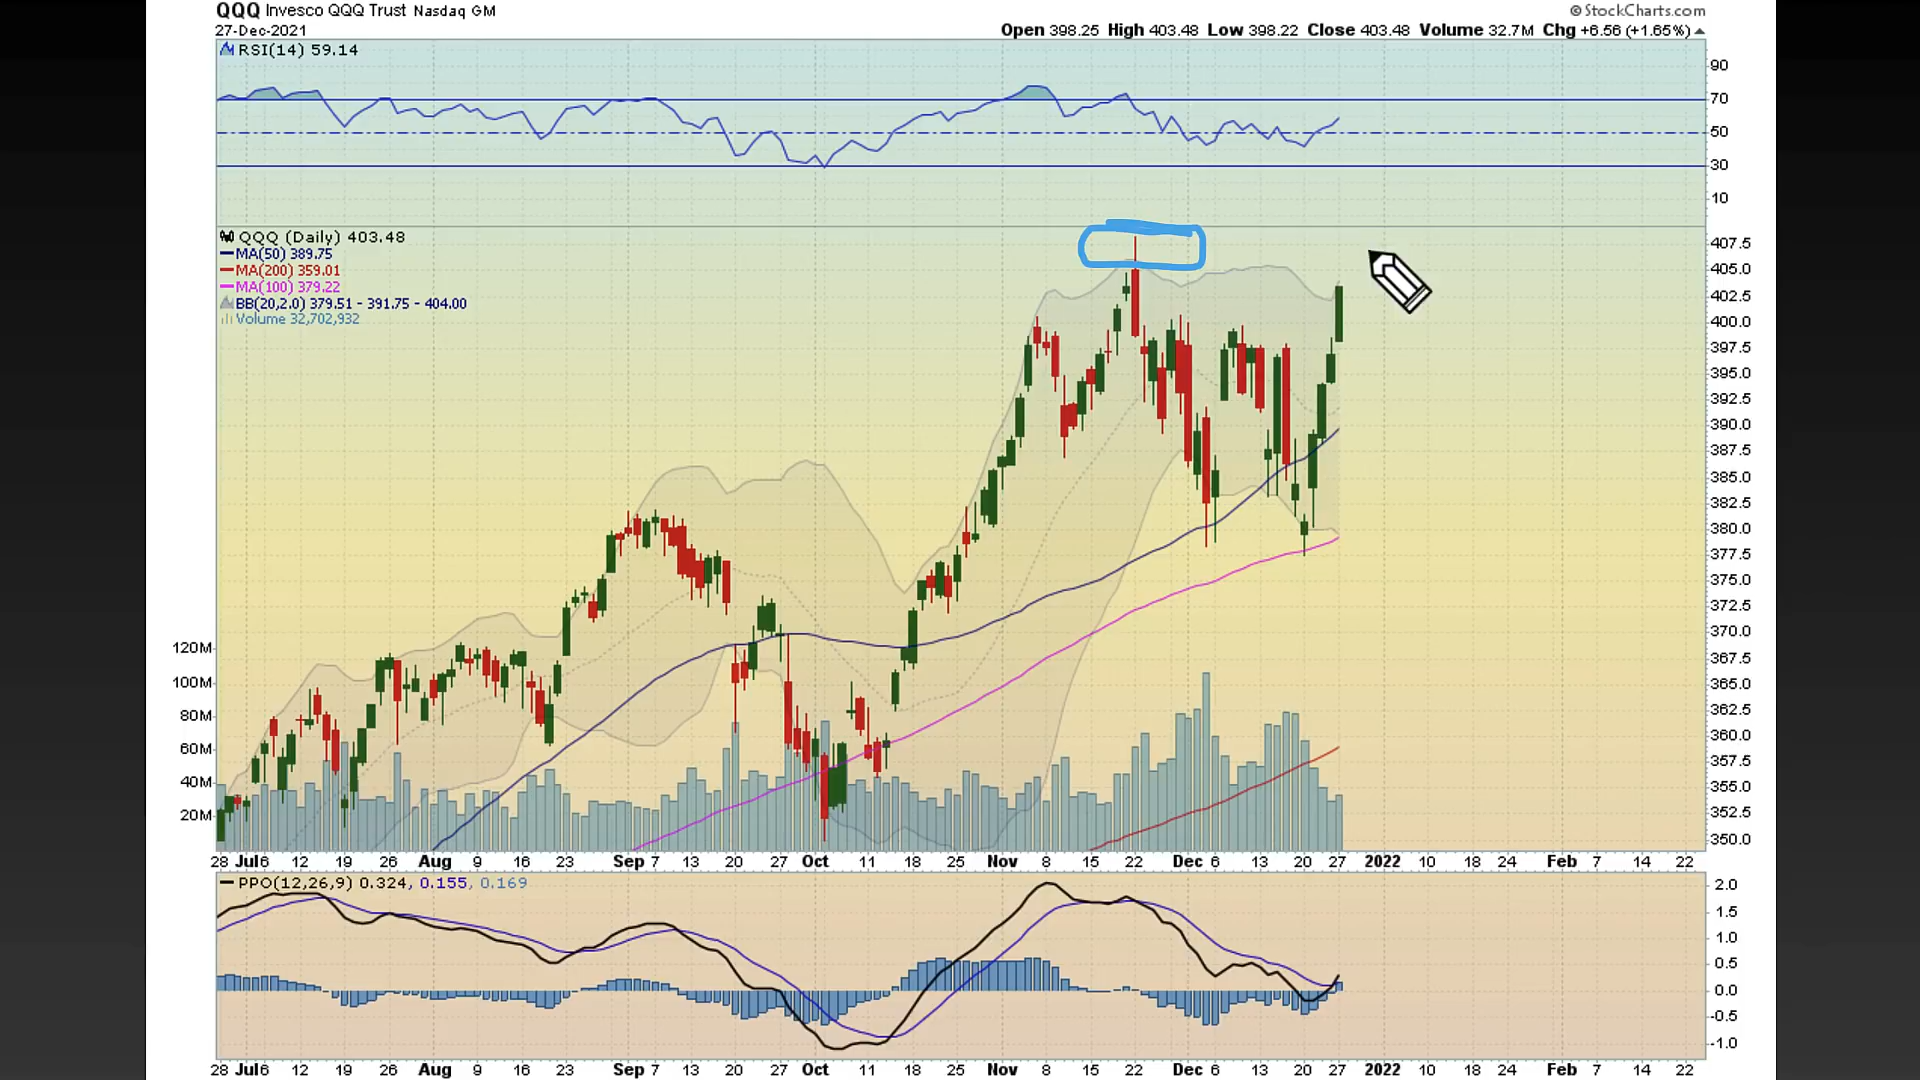 QQQ Invesco QQQ Trust Nasdaq GM
© StockCharts.com
27-Dec-2021
Open 398.25 High 403.48 Low 398.22 Close 403.48 Volume 32.7M Chg +6.56 (+1.65%)
RSI(14) 59.14
90
70
50
30
10
QQQ (Daily) 403.48
MA(50) 389.75
MA(200) 359.01
MA(100) 379.22
BB(20,2.0) 379.51 - 391.75 - 404.00
Volume 32,702,932
407.5
405.0
402.5
400.0
397.5
395.0
392.5
390.0
387.5
385.0
382.5
380.0
377.5
375.0
372.5
370.0
367.5
365.0
362.5
360.0
357.5
355.0
352.5
350.0
120M
100M
80M
60M
40M
20M
28 Jul 6 12 19 26 Aug 9 16 23 Sep 7 13 20 27 Oct 11 18 25 Nov 8 15 22 Dec 6 13 20 27 2022 10 18 24 Feb 7 14 22
PPO(12,26,9) 0.324, 0.155, 0.169
2.0
1.5
1.0
0.5
0.0
-0.5
-1.0
28 Jul 6 12 19 26 Aug 9 16 23 Sep 7 13 20 27 Oct 11 18 25 Nov 8 15 22 Dec 6 13 20 27 2022 10 18 24 Feb 7 14 22